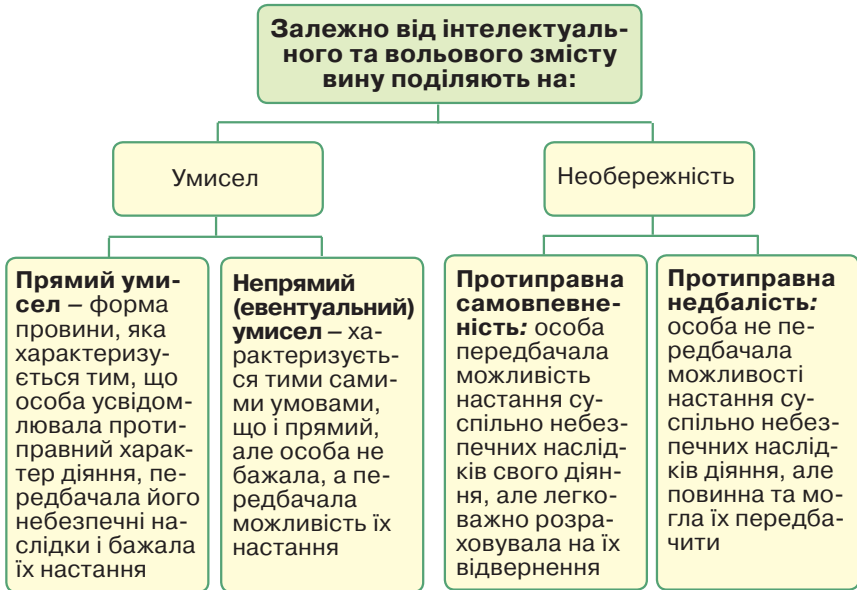 Залежно від інтелектуаль-
ного та вольового змісту
вину поділяють на:
Умисел
Необережність
Прямий уми-
сел – форма
провини, яка
характеризу-
ється тим, що
особа усвідом-
лювала проти-
правний харак-
тер діяння, пе-
редбачала його
небезпечні на-
слідки і бажала
їх настання
Непрямий
(евентуальний)
умисел – ха-
рактеризуєть-
ся тими сами-
ми умовами,
що і прямий,
але особа не
бажала, а пе-
редбачала
можливість їх
настання
Протиправна
самовпевне-
ність: особа
передбачала
можливість
настання су-
спільно небез-
печних наслід-
ків свого діян-
ня, але легко-
важно розра-
ховувала на їх
відвернення
Протиправна
недбалість:
особа не пе-
редбачала
можливості
настання су-
спільно небез-
печних наслід-
ків діяння, але
повинна та мо-
гла їх передба-
чити